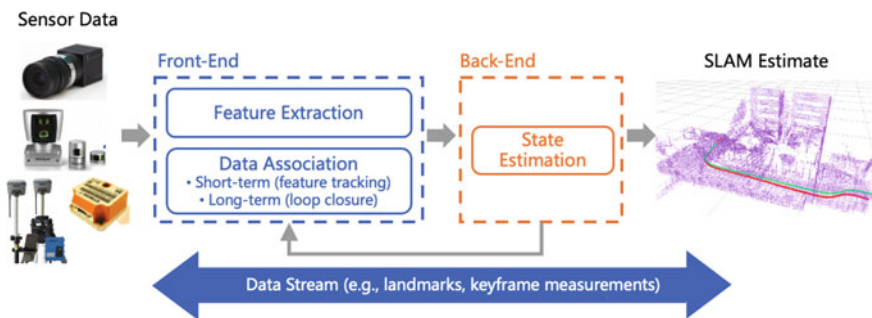 Sensor Data
Front-End
Feature Extraction
Data Association
• Short-term (feature tracking)
• Long-term (loop closure)
Back-End
State
Estimation
SLAM Estimate
Data Stream (e.g., landmarks, keyframe measurements)